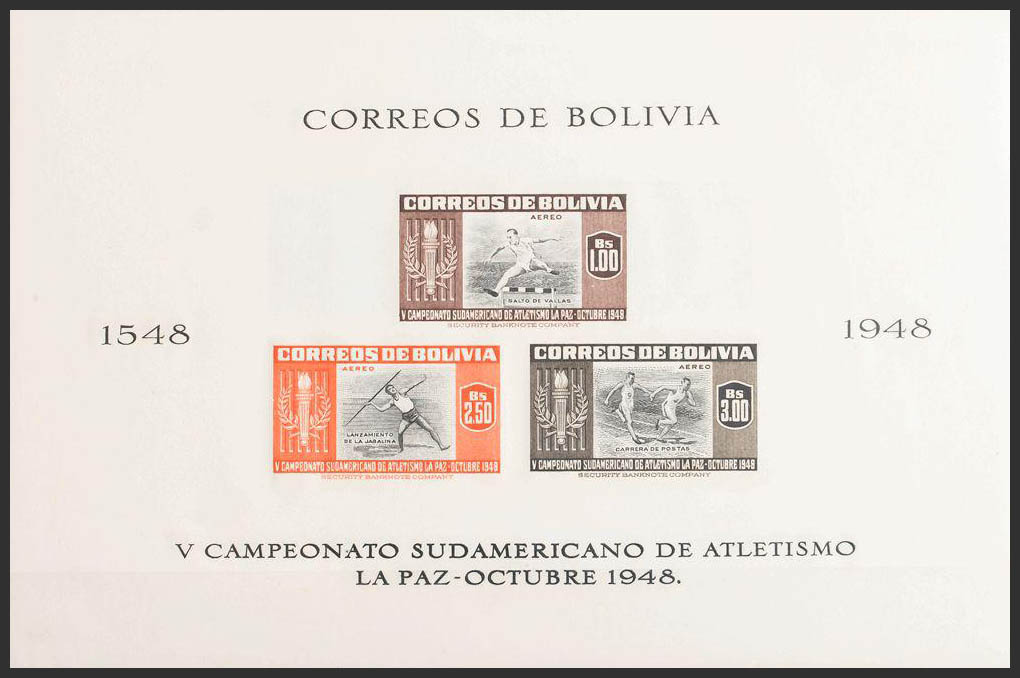 CORREOS DE BOLIVIA
CORREOS DE BOLIVIA
AEREO
Bs
1.00
SALTO DE VALLAS
V CAMPEONATO SUDAMERICANO DE ATLETISMO LA PAZ-OCTUBRE 1948
SECURITY BANKNOTE COMPANY
1548
1948
CORREOS DE BOLIVIA
AEREO
Bs
2.50
LANZAMIENTO
DE LA JABALINA
V CAMPEONATO SUDAMERICANO DE ATLETISMO LA PAZ-OCTUBRE 1948
SECURITY BANKNOTE COMPANY
CORREOS DE BOLIVIA
AEREO
Bs
3.00
CARRERA DE POSTAS
V CAMPEONATO SUDAMERICANO DE ATLETISMO LA PAZ-OCTUBRE 1948
SECURITY BANKNOTE COMPANY
V CAMPEONATO SUDAMERICANO DE ATLETISMO
LA PAZ-OCTUBRE 1948.